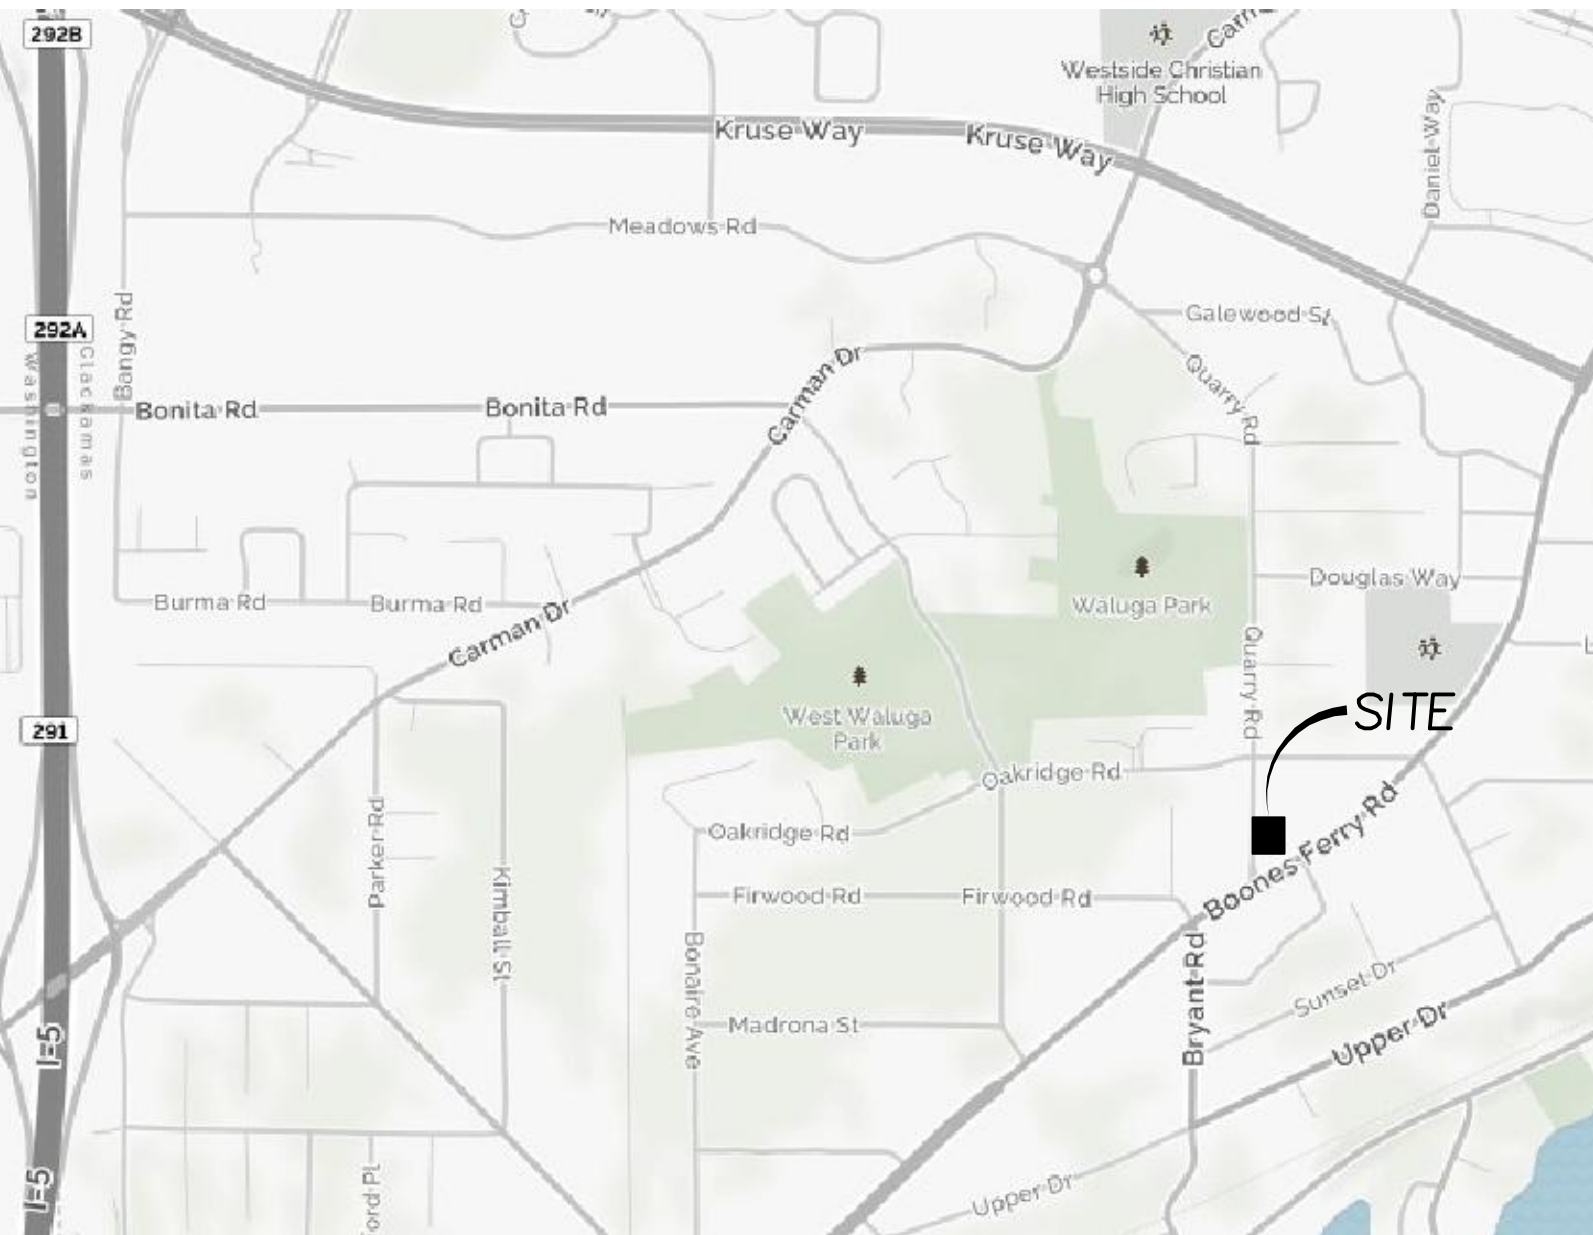 292B
Westside Christian
High School
Kruse Way
Kruse Way
Daniel Way
Meadows Rd
Bangy Rd
292A
Washington
Clackamas
Galewood St
Quarry Rd
Carman Dr
Bonita Rd
Bonita Rd
Douglas Way
Burma Rd
Burma Rd
Waluga Park
Carman Dr
Quarry Rd
West Waluga
Park
SITE
291
Oakridge Rd
Oakridge Rd
Parker Rd
Kimball St
Firwood Rd
Firwood Rd
Boones Ferry Rd
Bonaire Ave
Bryant Rd
Sunset Dr
Madrona St
Upper Dr
I-5
I-5
Upper Dr